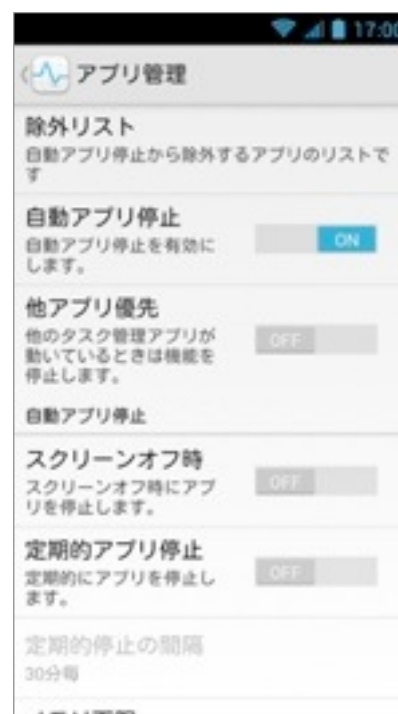 17:00
アプリ管理
除外リスト
自動アプリ停止から除外するアプリのリストで
す
自動アプリ停止
自動アプリ停止を有効に
します。
ON
他アプリ優先
他のタスク管理アプリが
動いているときは機能を
停止します。
OFF
自動アプリ停止
スクリーンオフ時
スクリーンオフ時にアプ
リを停止します。
OFF
定期的アプリ停止
定期的にアプリを停止し
ます。
OFF
定期的停止の間隔
30分毎